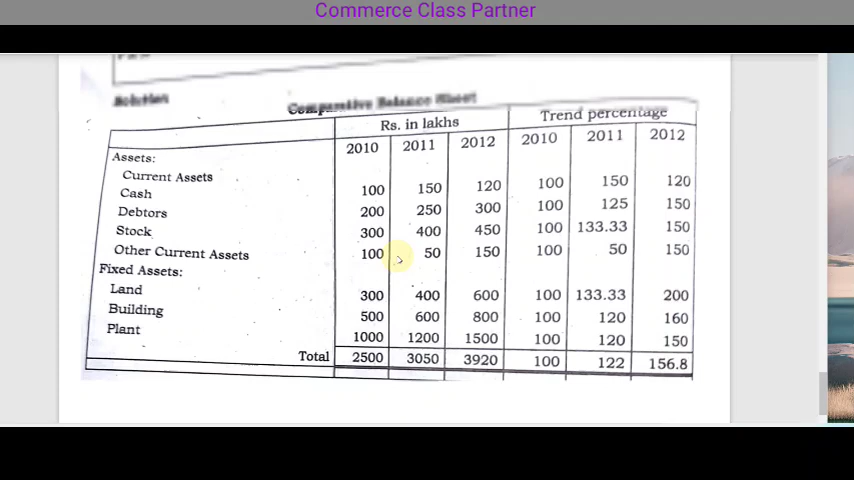 Commerce Class Partner
Solution
Comparative Balance Sheet
Rs. in lakhs Trend percentage
2010 2011 2012 2010 2011 2012
Assets:
Current Assets
Cash 100 150 120 100 150 120
Debtors 200 250 300 100 125 150
Stock 300 400 450 100 133.33 150
Other Current Assets 100 50 150 100 50 150
Fixed Assets:
Land 300 400 600 100 133.33 200
Building 500 600 800 100 120 160
Plant 1000 1200 1500 100 120 150
Total 2500 3050 3920 100 122 156.8